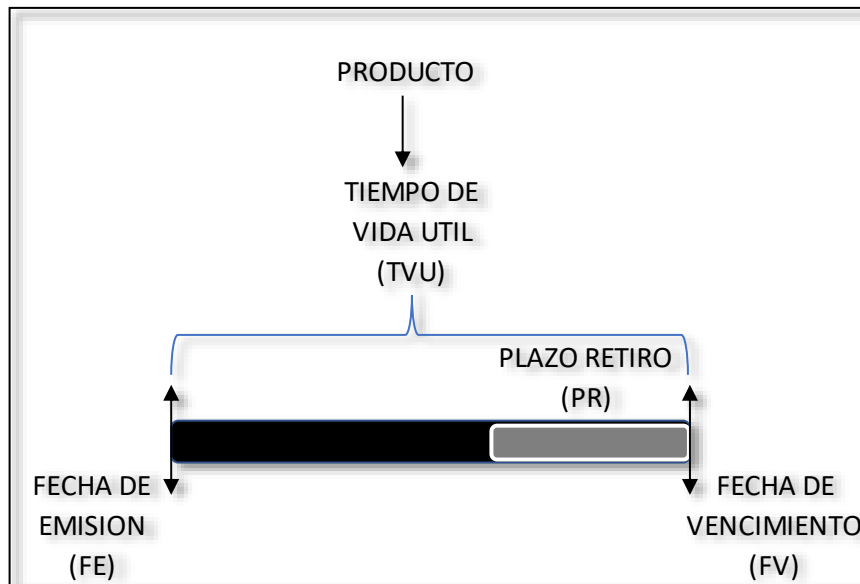 PRODUCTO
TIEMPO DE
VIDA UTIL
(TVU)
PLAZO RETIRO
(PR)
FECHA DE
EMISION
(FE)
FECHA DE
VENCIMIENTO
(FV)